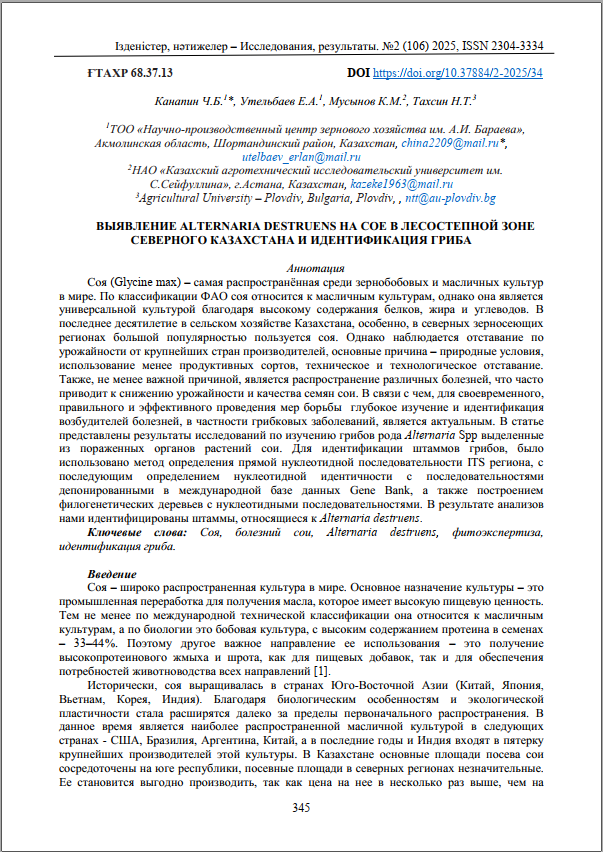 Ізденістер, нәтижелер – Исследования, результаты. №2 (106) 2025, ISSN 2304-3334
ҒТАХР 68.37.13 DOI https://doi.org/10.37884/2-2025/34
Канапин Ч.Б.¹*, Утельбаев Е.А.¹, Мусынов К.М.², Тахсин Н.Т.³
¹ТОО «Научно-производственный центр зернового хозяйства им. А.И. Бараева»,
Акмолинская область, Шортандинский район, Казахстан, china2209@mail.ru*,
utelbaev_erlan@mail.ru
²НАО «Казахский агротехнический исследовательский университет им.
С.Сейфуллина», г.Астана, Казахстан, kazeke1963@mail.ru
³Agricultural University – Plovdiv, Bulgaria, Plovdiv, , ntt@au-plovdiv.bg
ВЫЯВЛЕНИЕ ALTERNARIA DESTRUENS НА СОЕ В ЛЕСОСТЕПНОЙ ЗОНЕ
СЕВЕРНОГО КАЗАХСТАНА И ИДЕНТИФИКАЦИЯ ГРИБА
Аннотация
Соя (Glycine max) – самая распространённая среди зернобобовых и масличных культур
в мире. По классификации ФАО соя относится к масличным культурам, однако она является
универсальной культурой благодаря высокому содержания белков, жира и углеводов. В
последнее десятилетие в сельском хозяйстве Казахстана, особенно, в северных зерносеющих
регионах большой популярностью пользуется соя. Однако наблюдается отставание по
урожайности от крупнейших стран производителей, основные причина – природные условия,
использование менее продуктивных сортов, техническое и технологическое отставание.
Также, не менее важной причиной, является распространение различных болезней, что часто
приводит к снижению урожайности и качества семян сои. В связи с чем, для своевременного,
правильного и эффективного проведения мер борьбы глубокое изучение и идентификация
возбудителей болезней, в частности грибковых заболеваний, является актуальным. В статье
представлены результаты исследований по изучению грибов рода Alternaria Spp выделенные
из пораженных органов растений сои. Для идентификации штаммов грибов, было
использовано метод определения прямой нуклеотидной последовательности ITS региона, с
последующим определением нуклеотидной идентичности с последовательностями
депонированными в международной базе данных Gene Bank, а также построением
филогенетических деревьев с нуклеотидными последовательностями. В результате анализов
нами идентифицированы штаммы, относящиеся к Alternaria destruens.
Ключевые слова: Соя, болезний сои, Alternaria destruens, фитоэкспертиза,
идентификация гриба.
Введение
Соя – широко распространенная культура в мире. Основное назначение культуры – это
промышленная переработка для получения масла, которое имеет высокую пищевую ценность.
Тем не менее по международной технической классификации она относится к масличным
культурам, а по биологии это бобовая культура, с высоким содержанием протеина в семенах
– 33–44%. Поэтому другое важное направление ее использования – это получение
высокопротеинового жмыха и шрота, как для пищевых добавок, так и для обеспечения
потребностей животноводства всех направлений [1].
Исторически, соя выращивалась в странах Юго-Восточной Азии (Китай, Япония,
Вьетнам, Корея, Индия). Благодаря биологическим особенностям и экологической
пластичности стала расширятся далеко за пределы первоначального распространения. В
данное время является наиболее распространенной масличной культурой в следующих
странах - США, Бразилия, Аргентина, Китай, а в последние годы и Индия входят в пятерку
крупнейших производителей этой культуры. В Казахстане основные площади посева сои
сосредоточены на юге республики, посевные площади в северных регионах незначительные.
Ее становится выгодно производить, так как цена на нее в несколько раз выше, чем на
345